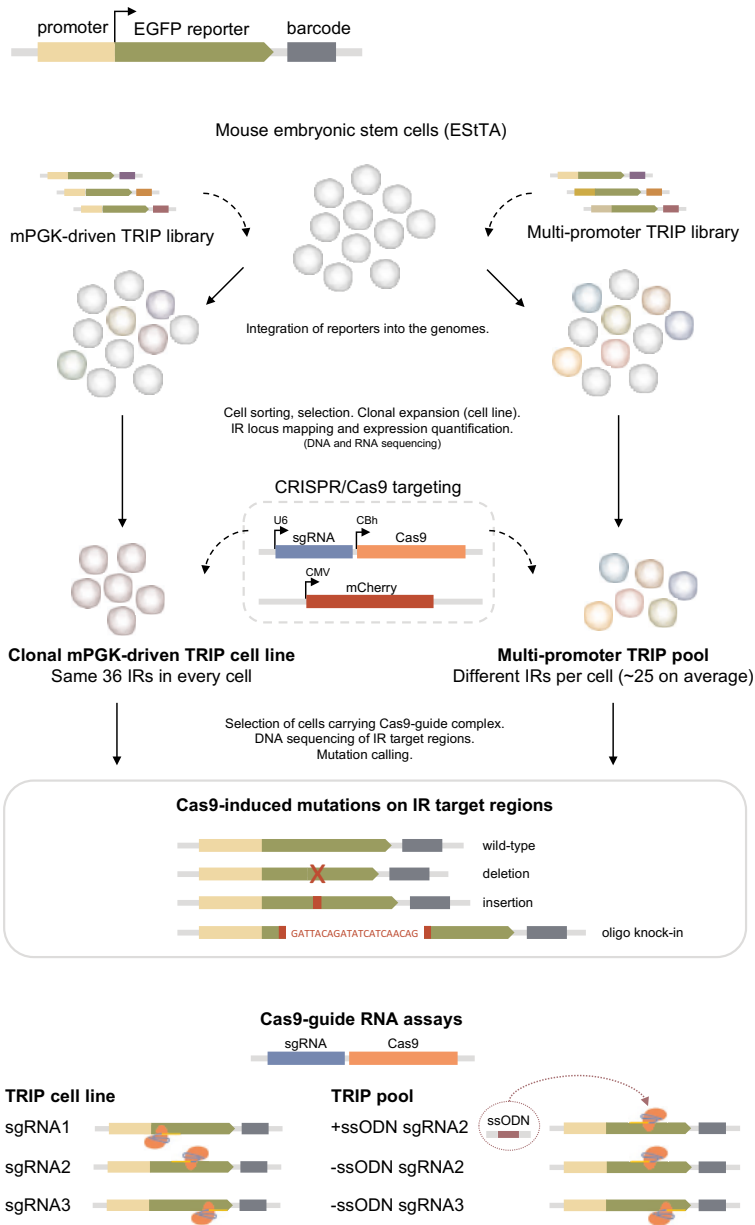 promoter EGFP reporter barcode
Mouse embryonic stem cells (EStTA)
mPGK-driven TRIP library
Multi-promoter TRIP library
Integration of reporters into the genomes.
Cell sorting, selection. Clonal expansion (cell line).
IR locus mapping and expression quantification.
(DNA and RNA sequencing)
CRISPR/Cas9 targeting
U6 CBh
sgRNA Cas9
CMV
mCherry
Clonal mPGK-driven TRIP cell line
Same 36 IRs in every cell
Multi-promoter TRIP pool
Different IRs per cell (~25 on average)
Selection of cells carrying Cas9-guide complex.
DNA sequencing of IR target regions.
Mutation calling.
Cas9-induced mutations on IR target regions
wild-type
X deletion
insertion
GATTACAGATATCATCAACAG oligo knock-in
Cas9-guide RNA assays
sgRNA Cas9
TRIP cell line
sgRNA1
sgRNA2
sgRNA3
TRIP pool
+ssODN sgRNA2 ssODN
-ssODN sgRNA2
-ssODN sgRNA3